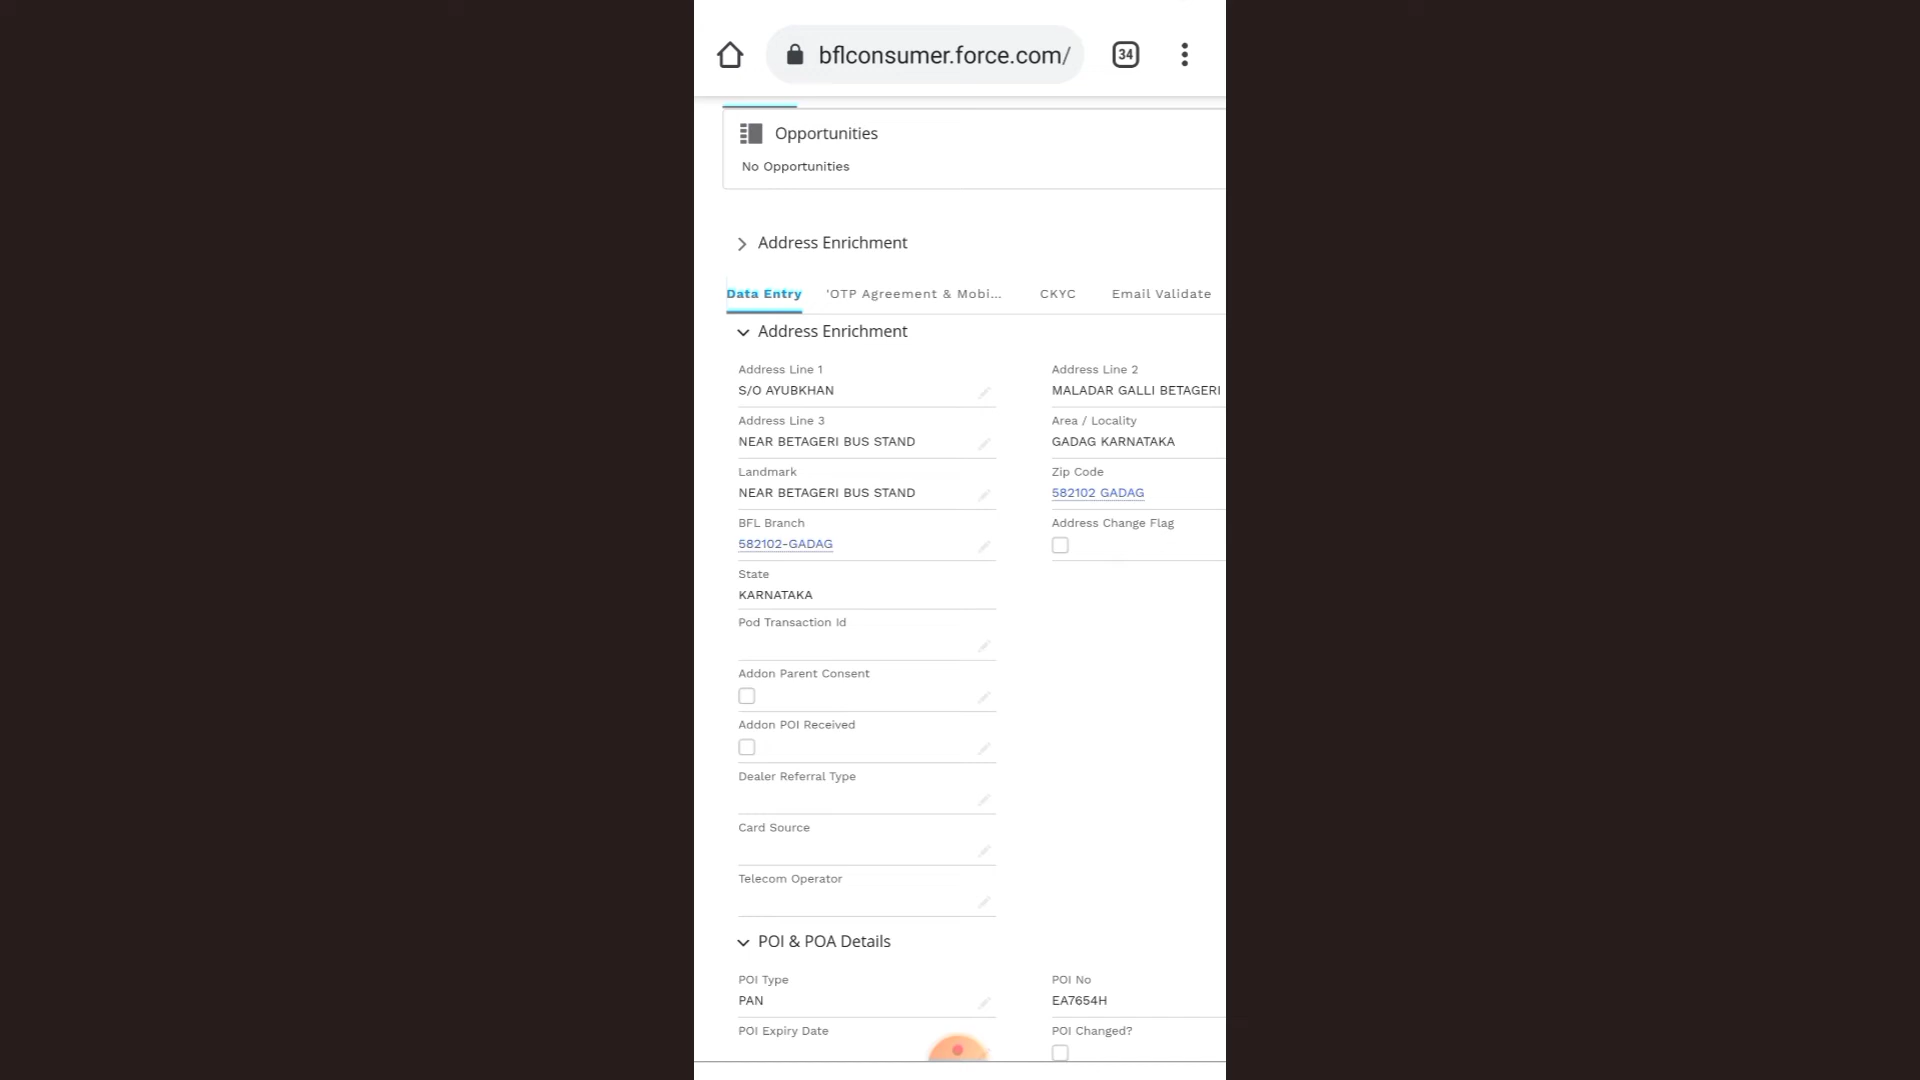 bflconsumer.force.com/
34
Opportunities
No Opportunities
Address Enrichment
Data Entry 'OTP Agreement & Mobi... CKYC Email Validate
Address Enrichment
Address Line 1 Address Line 2
S/O AYUBKHAN MALADAR GALLI BETAGERI
Address Line 3 Area / Locality
NEAR BETAGERI BUS STAND GADAG KARNATAKA
Landmark Zip Code
NEAR BETAGERI BUS STAND 582102 GADAG
BFL Branch Address Change Flag
582102-GADAG
State
KARNATAKA
Pod Transaction Id
Addon Parent Consent
Addon POI Received
Dealer Referral Type
Card Source
Telecom Operator
POI & POA Details
POI Type POI No
PAN EA7654H
POI Expiry Date POI Changed?